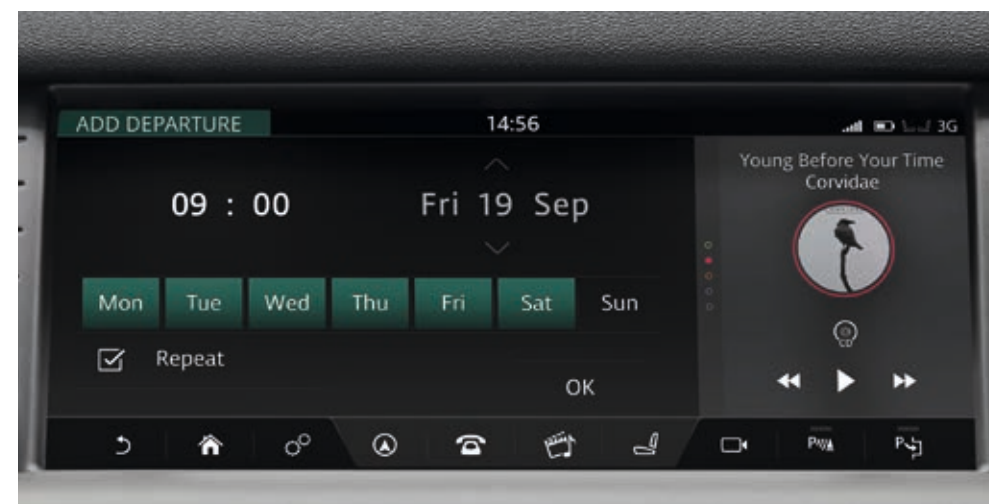 ADD DEPARTURE
14:56
3G
09 : 00
Fri 19 Sep
Mon Tue Wed Thu Fri Sat Sun
Repeat
OK
Young Before Your Time
Corvidae
CD
P
P